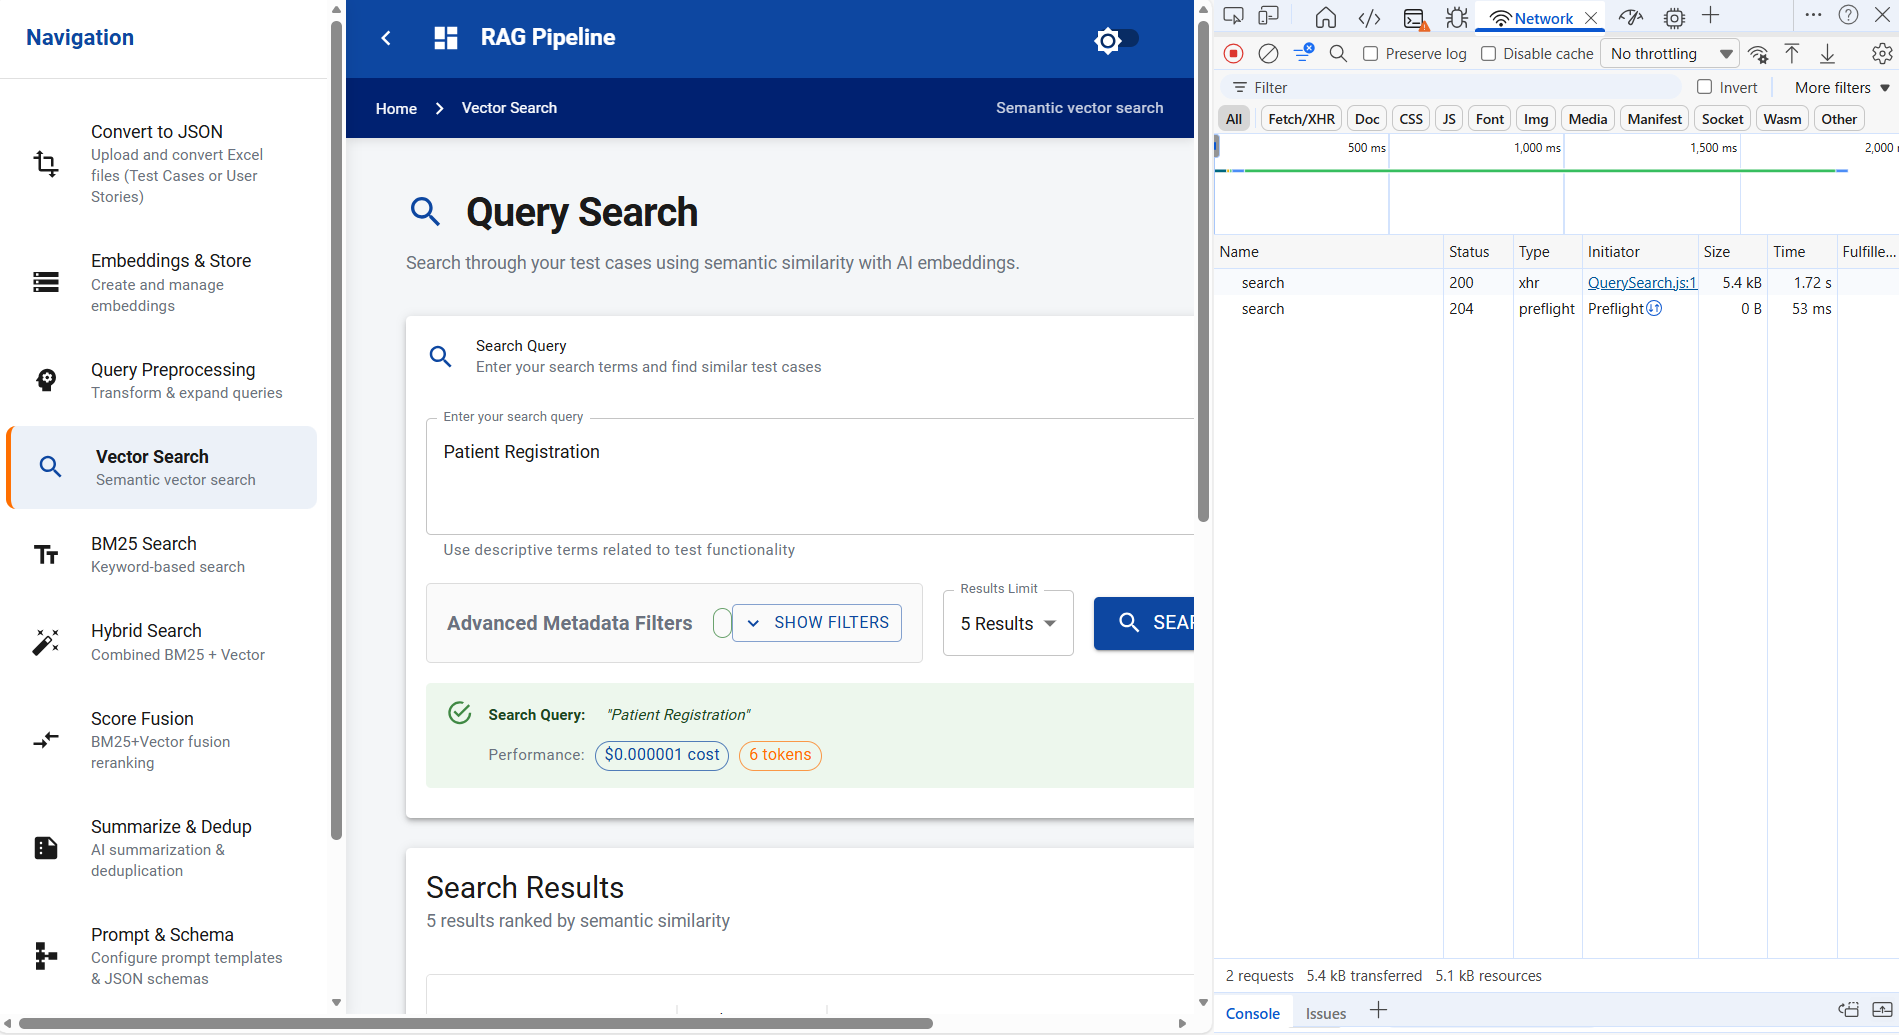 Navigation
Convert to JSON
Upload and convert Excel
files (Test Cases or User
Stories)
Embeddings & Store
Create and manage
embeddings
Query Preprocessing
Transform & expand queries
Vector Search
Semantic vector search
BM25 Search
Keyword-based search
Hybrid Search
Combined BM25 + Vector
Score Fusion
BM25+Vector fusion
reranking
Summarize & Dedup
AI summarization &
deduplication
Prompt & Schema
Configure prompt templates
& JSON schemas
RAG Pipeline
Home
Vector Search
Semantic vector search
Query Search
Search through your test cases using semantic similarity with AI embeddings.
Search Query
Enter your search terms and find similar test cases
Enter your search query
Patient Registration
Use descriptive terms related to test functionality
Advanced Metadata Filters
SHOW FILTERS
Results Limit
5 Results
SEAR
Search Query: "Patient Registration"
Performance: $0.000001 cost 6 tokens
Search Results
5 results ranked by semantic similarity
Network
Preserve log
Disable cache
No throttling
Filter
Invert
More filters
All Fetch/XHR Doc CSS JS Font Img Media Manifest Socket Wasm Other
500 ms 1,000 ms 1,500 ms 2,000
Name Status Type Initiator Size Time Fulfille...
search 200 xhr QuerySearch.js:1 5.4 kB 1.72 s
search 204 preflight Preflight 0 B 53 ms
2 requests 5.4 kB transferred 5.1 kB resources
Console Issues